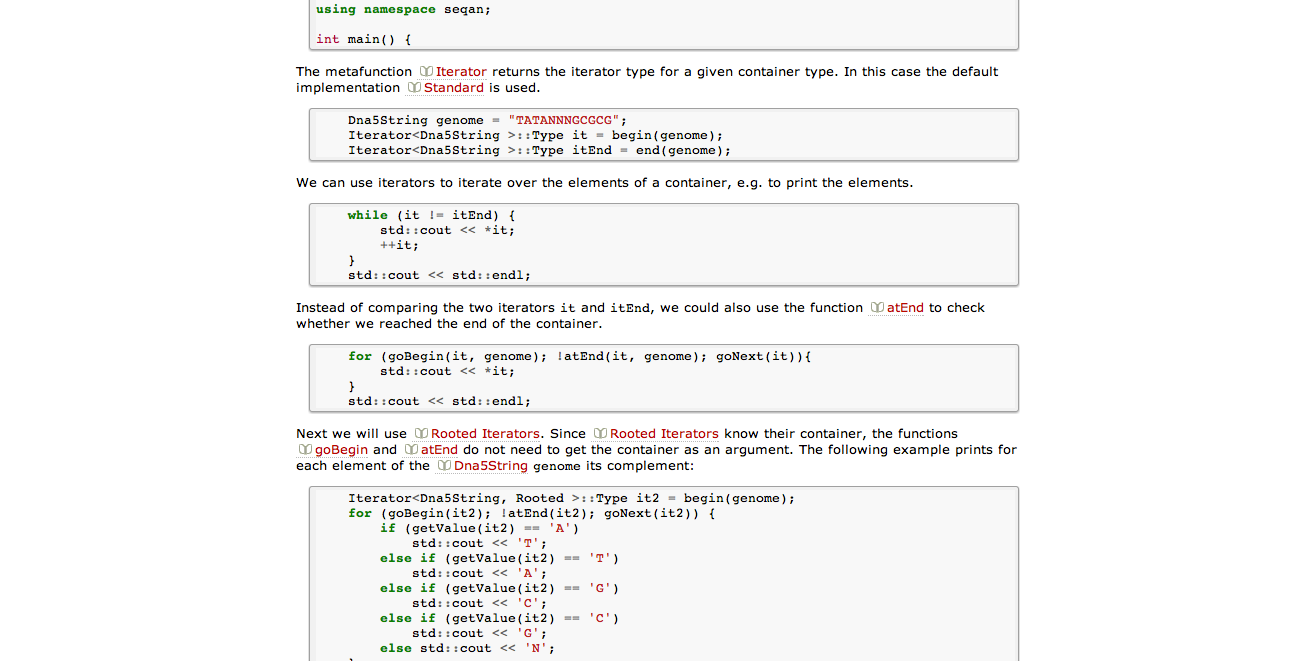 using namespace seqan;
int main() {
The metafunction Iterator returns the iterator type for a given container type. In this case the default
implementation Standard is used.
Dna5String genome = "TATANNNGCGCG";
Iterator<Dna5String >::Type it = begin(genome);
Iterator<Dna5String >::Type itEnd = end(genome);
We can use iterators to iterate over the elements of a container, e.g. to print the elements.
while (it != itEnd) {
std::cout << *it;
++it;
}
std::cout << std::endl;
Instead of comparing the two iterators it and itEnd, we could also use the function atEnd to check
whether we reached the end of the container.
for (goBegin(it, genome); !atEnd(it, genome); goNext(it)){
std::cout << *it;
}
std::cout << std::endl;
Next we will use Rooted Iterators. Since Rooted Iterators know their container, the functions
goBegin and atEnd do not need to get the container as an argument. The following example prints for
each element of the Dna5String genome its complement:
Iterator<Dna5String, Rooted >::Type it2 = begin(genome);
for (goBegin(it2); !atEnd(it2); goNext(it2)) {
if (getValue(it2) == 'A')
std::cout << 'T';
else if (getValue(it2) == 'T')
std::cout << 'A';
else if (getValue(it2) == 'G')
std::cout << 'C';
else if (getValue(it2) == 'C')
std::cout << 'G';
else std::cout << 'N';